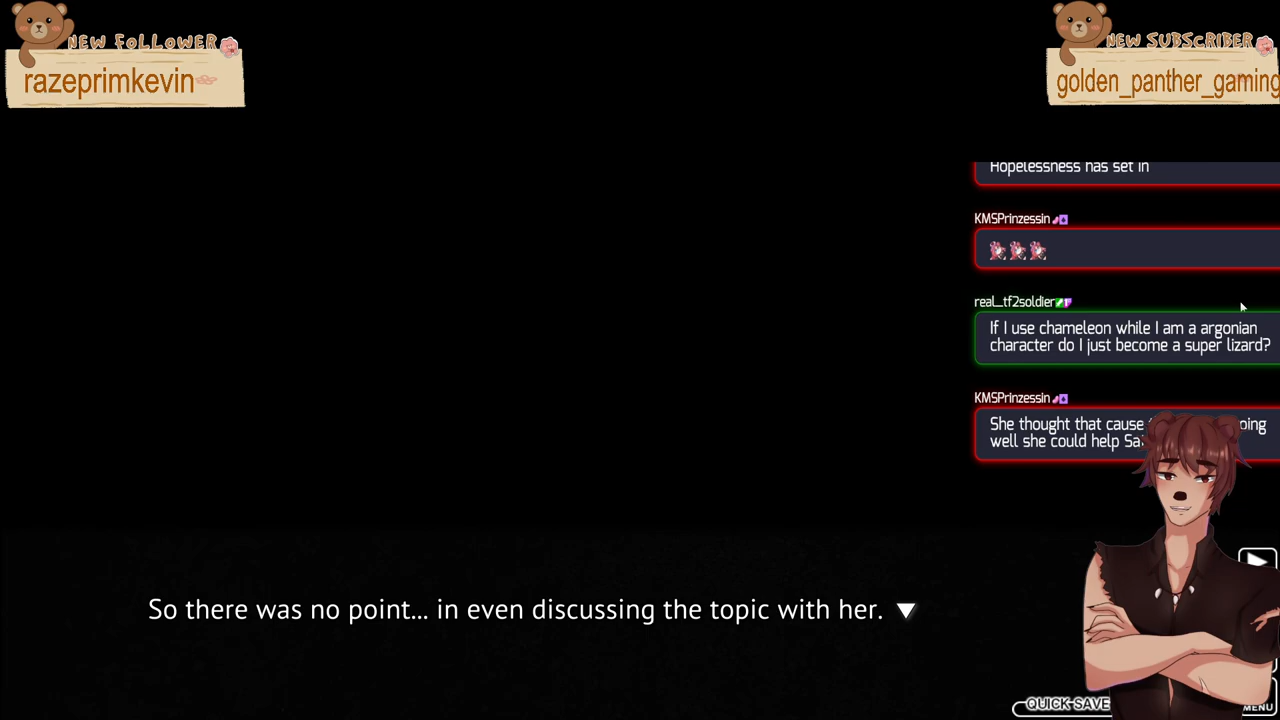 NEW FOLLOWER
razeprimkevin
NEW SUBSCRIBER
golden_panther_gaming
Hopelessness has set in
KMSPrinzessin
real_tf2soldier
If I use chameleon while I am a argonian
character do I just become a super lizard?
KMSPrinzessin
She thought that cause
well she could help
So there was no point... in even discussing the topic with her.
QUICK SAVE
MENU